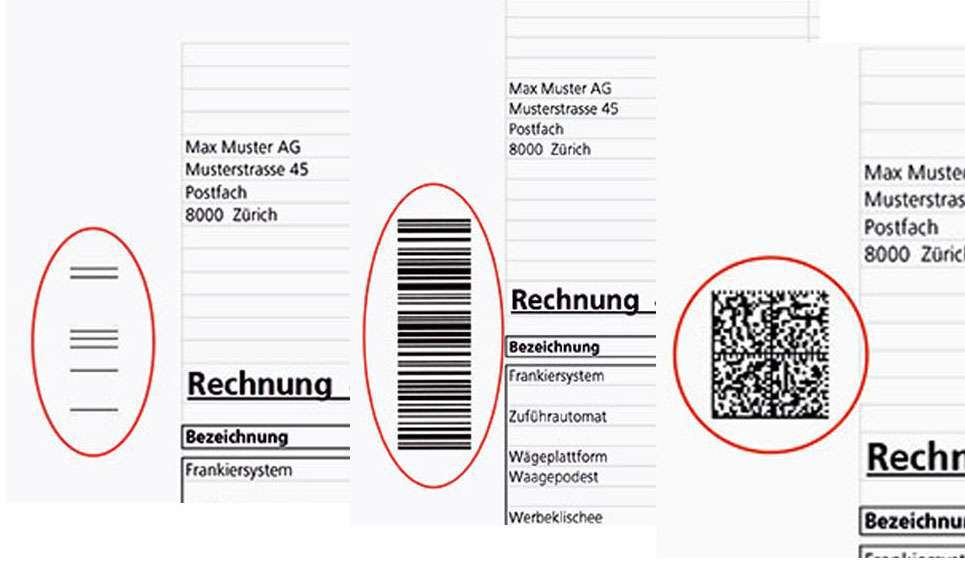 Max Muster AG
Musterstrasse 45
Postfach
8000 Zürich
Rechnung
Bezeichnung
Frankiersystem
Max Muster AG
Musterstrasse 45
Postfach
8000 Zürich
Rechnung
Bezeichnung
Frankiersystem
Zuführautomat
Wägeplattform
Waagepodest
Werbeklischee
Max Muste
Musterstras
Postfach
8000 Züric
Rechn
Bezeichnu